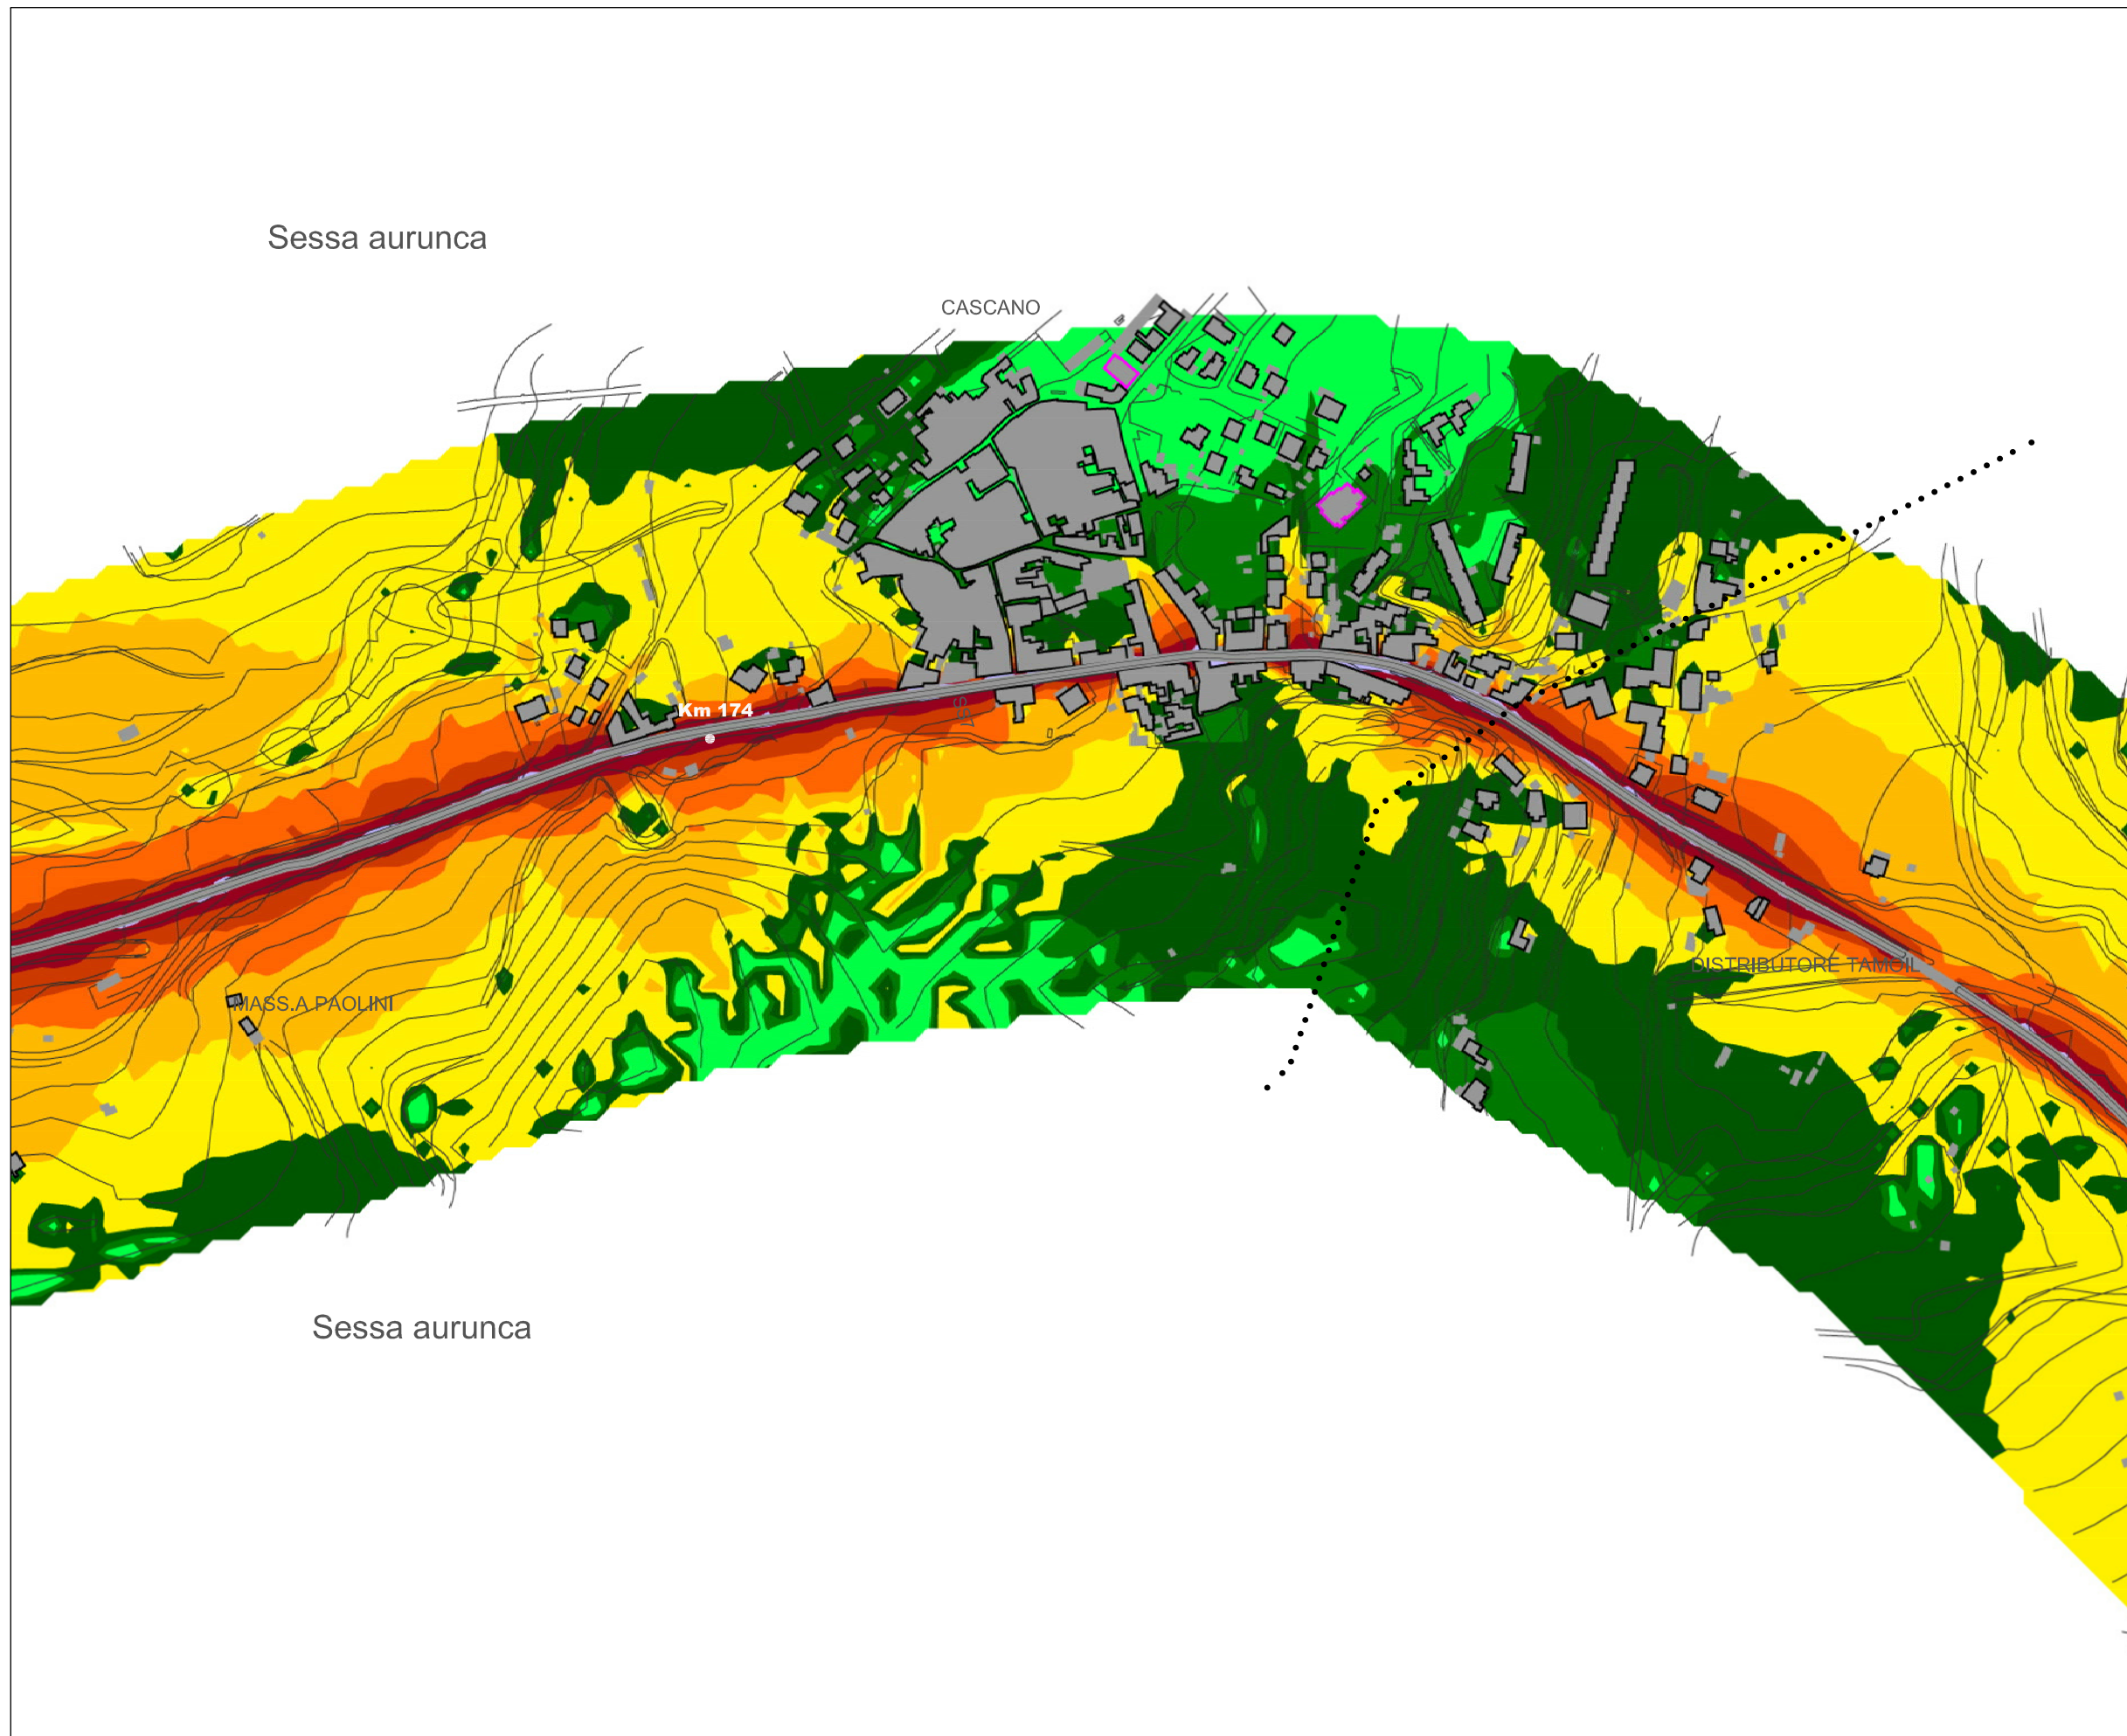 Sessa aurunca
CASCANO
Km 174
DISTRIBUTORE TAMOIL
MASS.A PAOLINI
Sessa aurunca